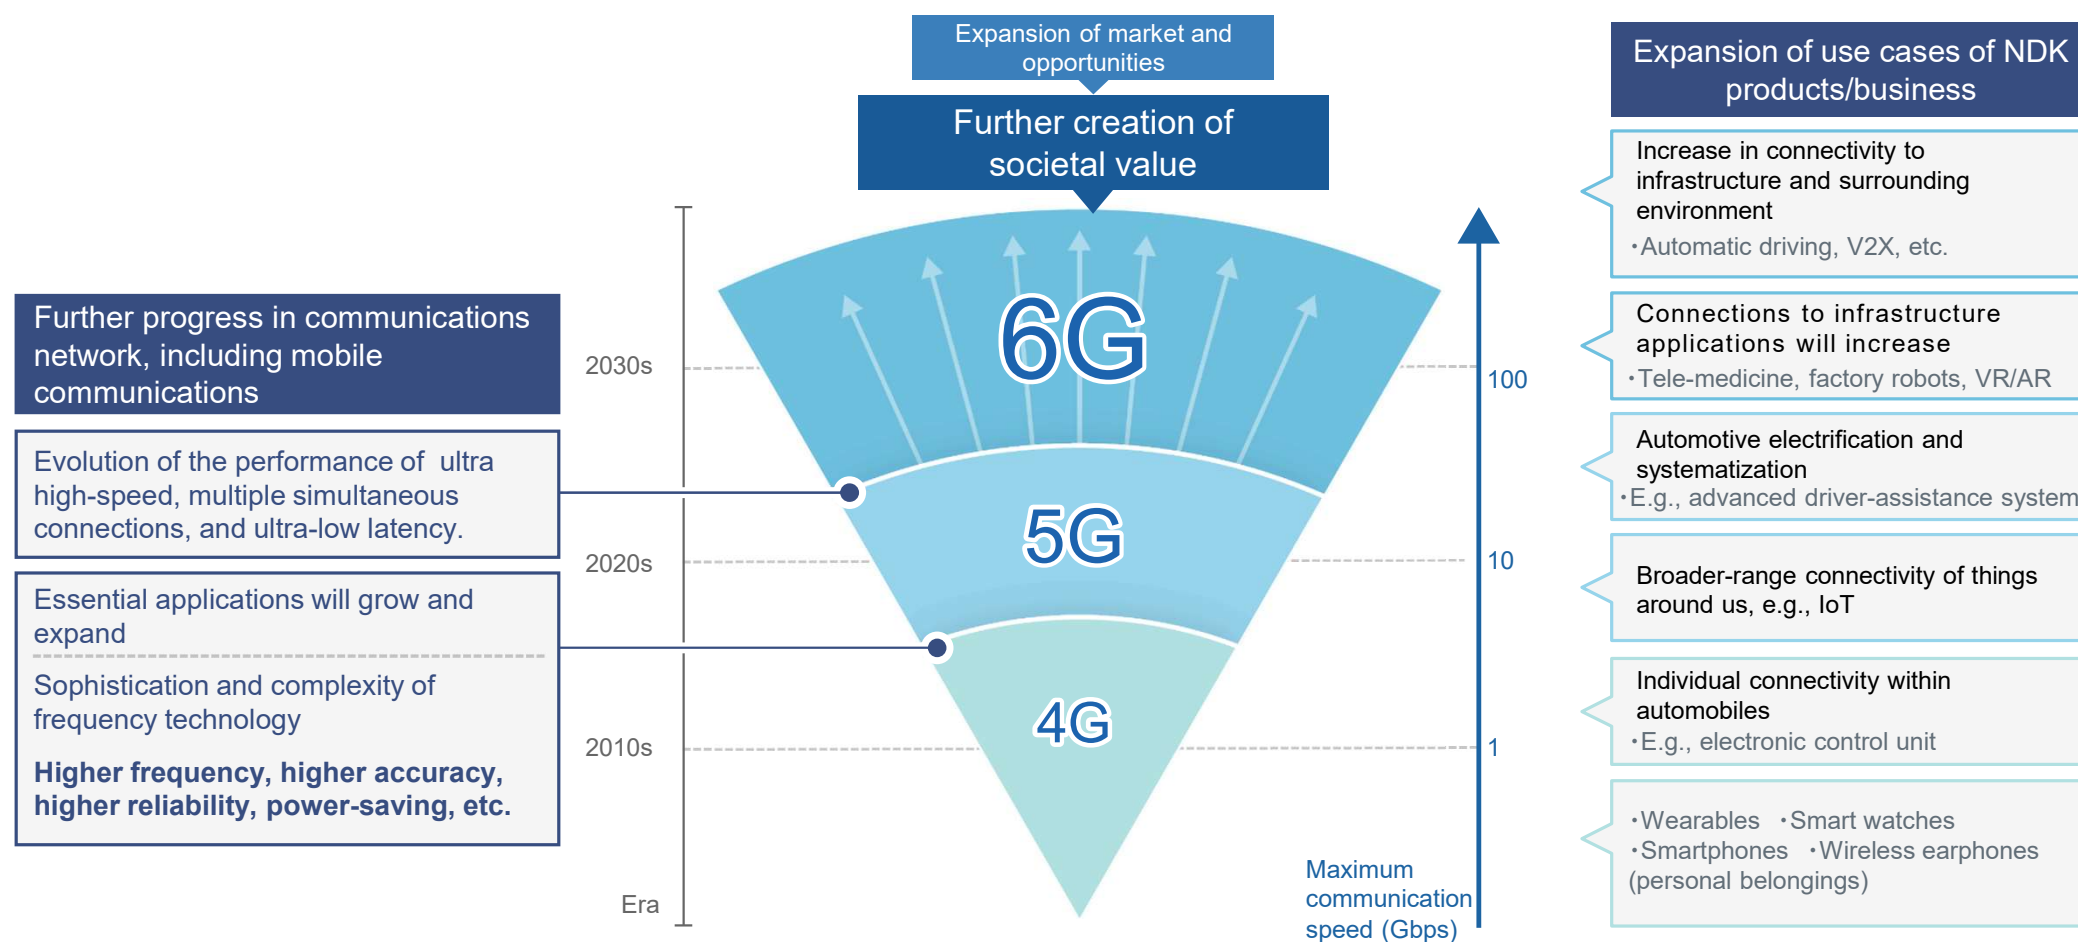 Expansion of market and
opportunities
Further creation of
societal value
Further progress in communications
network, including mobile
communications
Evolution of the performance of ultra
high-speed, multiple simultaneous
connections, and ultra-low latency.
Essential applications will grow and
expand
Sophistication and complexity of
frequency technology
Higher frequency, higher accuracy,
higher reliability, power-saving, etc.
2030s
2020s
2010s
Era
6G
5G
4G
100
10
1
Maximum
communication
speed (Gbps)
Expansion of use cases of NDK
products/business
Increase in connectivity to
infrastructure and surrounding
environment
・Automatic driving, V2X, etc.
Connections to infrastructure
applications will increase
・Tele-medicine, factory robots, VR/AR
Automotive electrification and
systematization
・E.g., advanced driver-assistance system
Broader-range connectivity of things
around us, e.g., IoT
Individual connectivity within
automobiles
・E.g., electronic control unit
・Wearables ・Smart watches
・Smartphones ・Wireless earphones
(personal belongings)